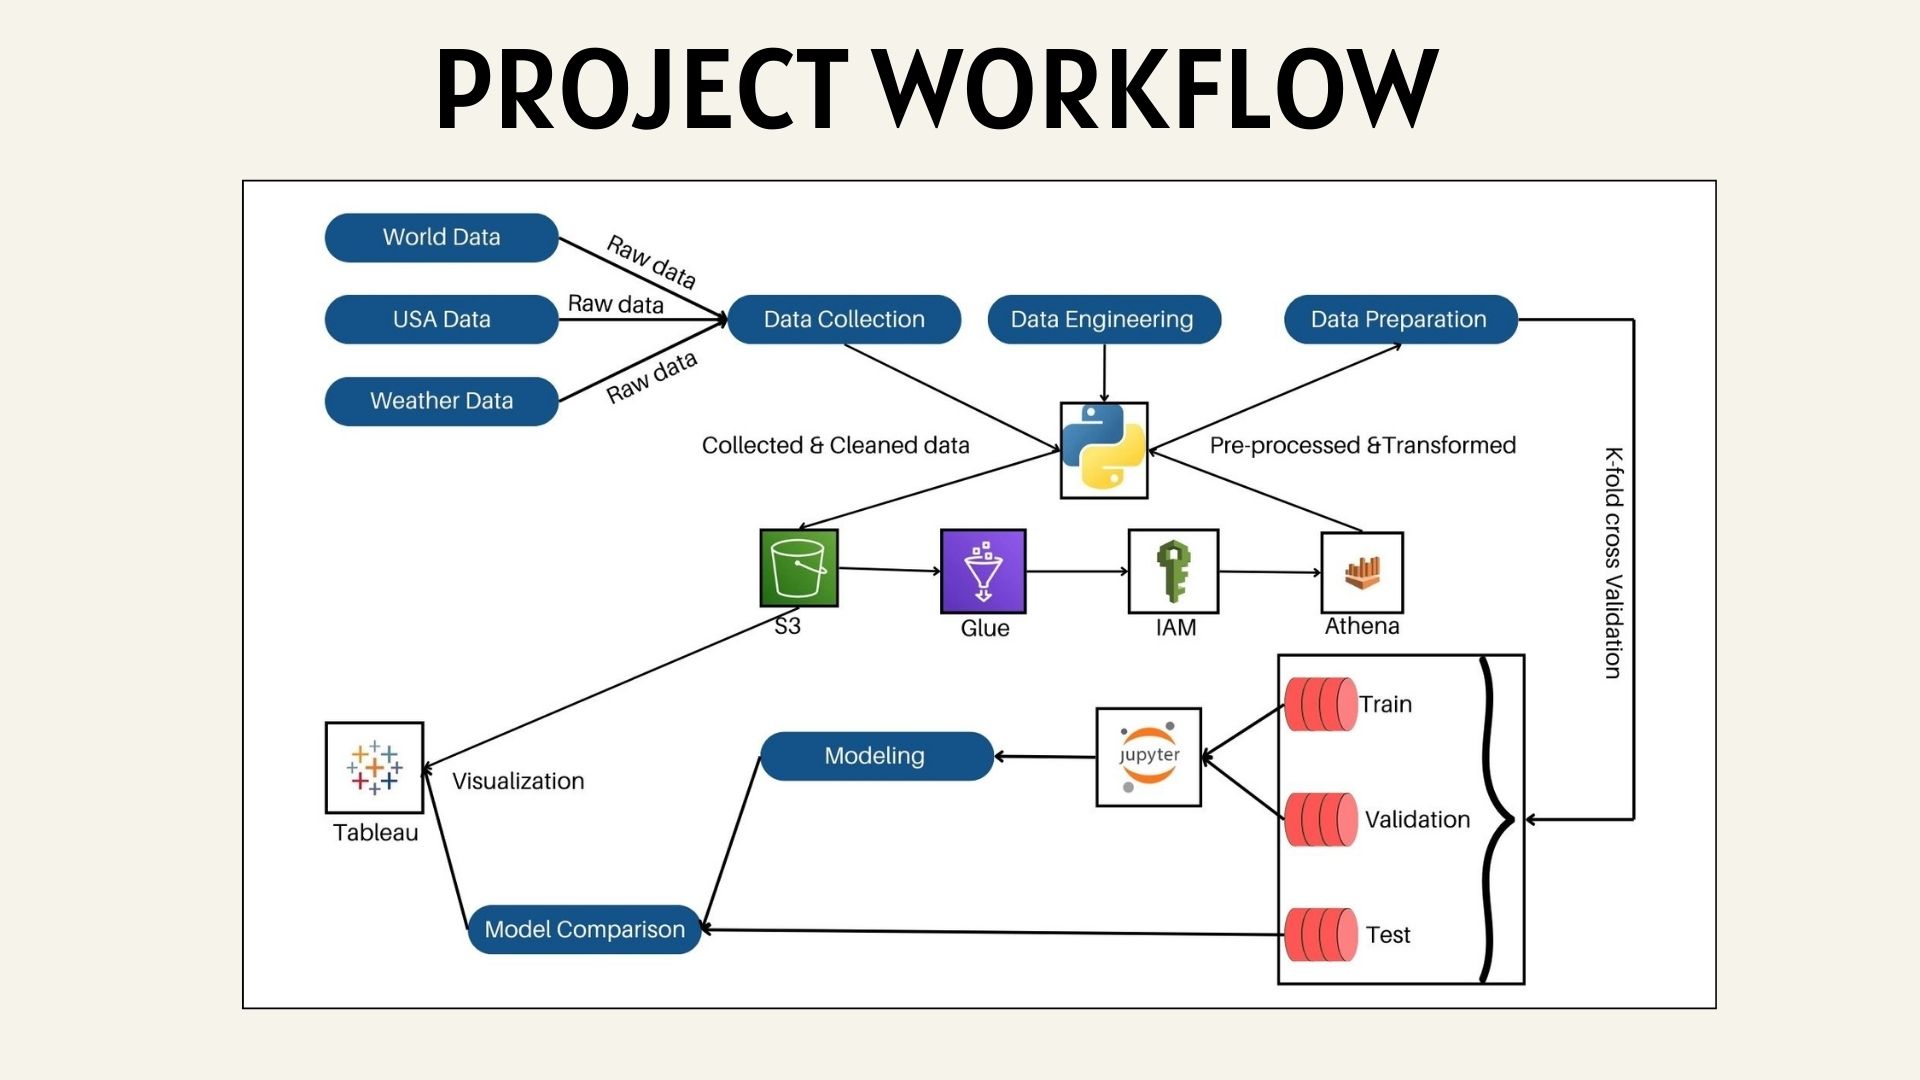 PROJECT WORKFLOW
World Data
USA Data
Weather Data
Raw data
Raw data
Raw data
Data Collection
Data Engineering
Data Preparation
Collected & Cleaned data
Pre-processed &Transformed
K-fold cross Validation
S3
Glue
IAM
Athena
Train
Validation
Test
jupyter
Modeling
Visualization
Tableau
Model Comparison